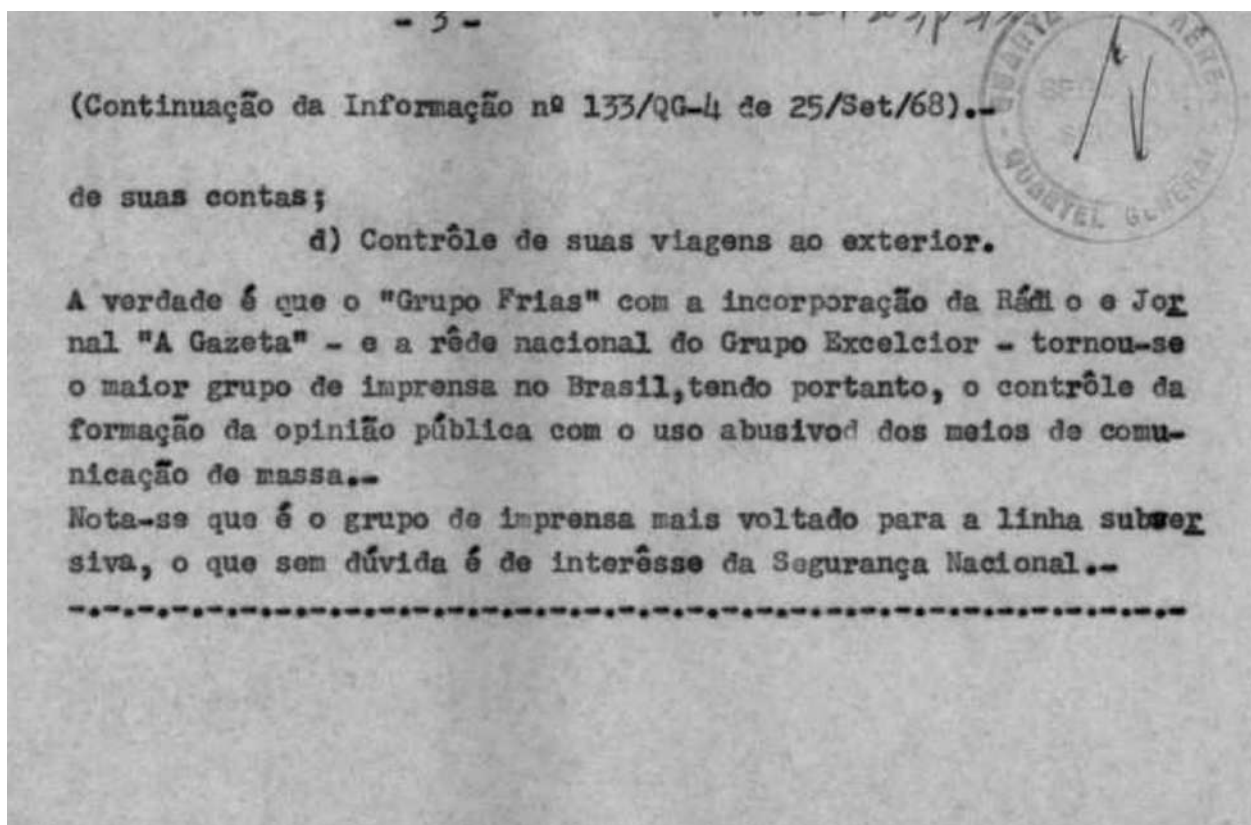 - 3 -
(Continuação da Informação nº 133/QG-4 de 25/Set/68).-
de suas contas;
d) Contrôle de suas viagens ao exterior.
A verdade é que o "Grupo Frias" com a incorporação da Rádi o e Jor
nal "A Gazeta" - e a rêde nacional do Grupo Excelcior - tornou-se
o maior grupo de imprensa no Brasil,tendo portanto, o contrôle da
formação da opinião pública com o uso abusivod dos meios de comu-
nicação de massa.-
Nota-se que é o grupo de imprensa mais voltado para a linha subver
siva, o que sem dúvida é de interêsse da Segurança Nacional.-
-.-.-.-.-.-.-.-.-.-.-.-.-.-.-.-.-.-.-.-.-.-.-.-.-.-.-.-.-.-.-.-.-
QUARTEL GENERAL